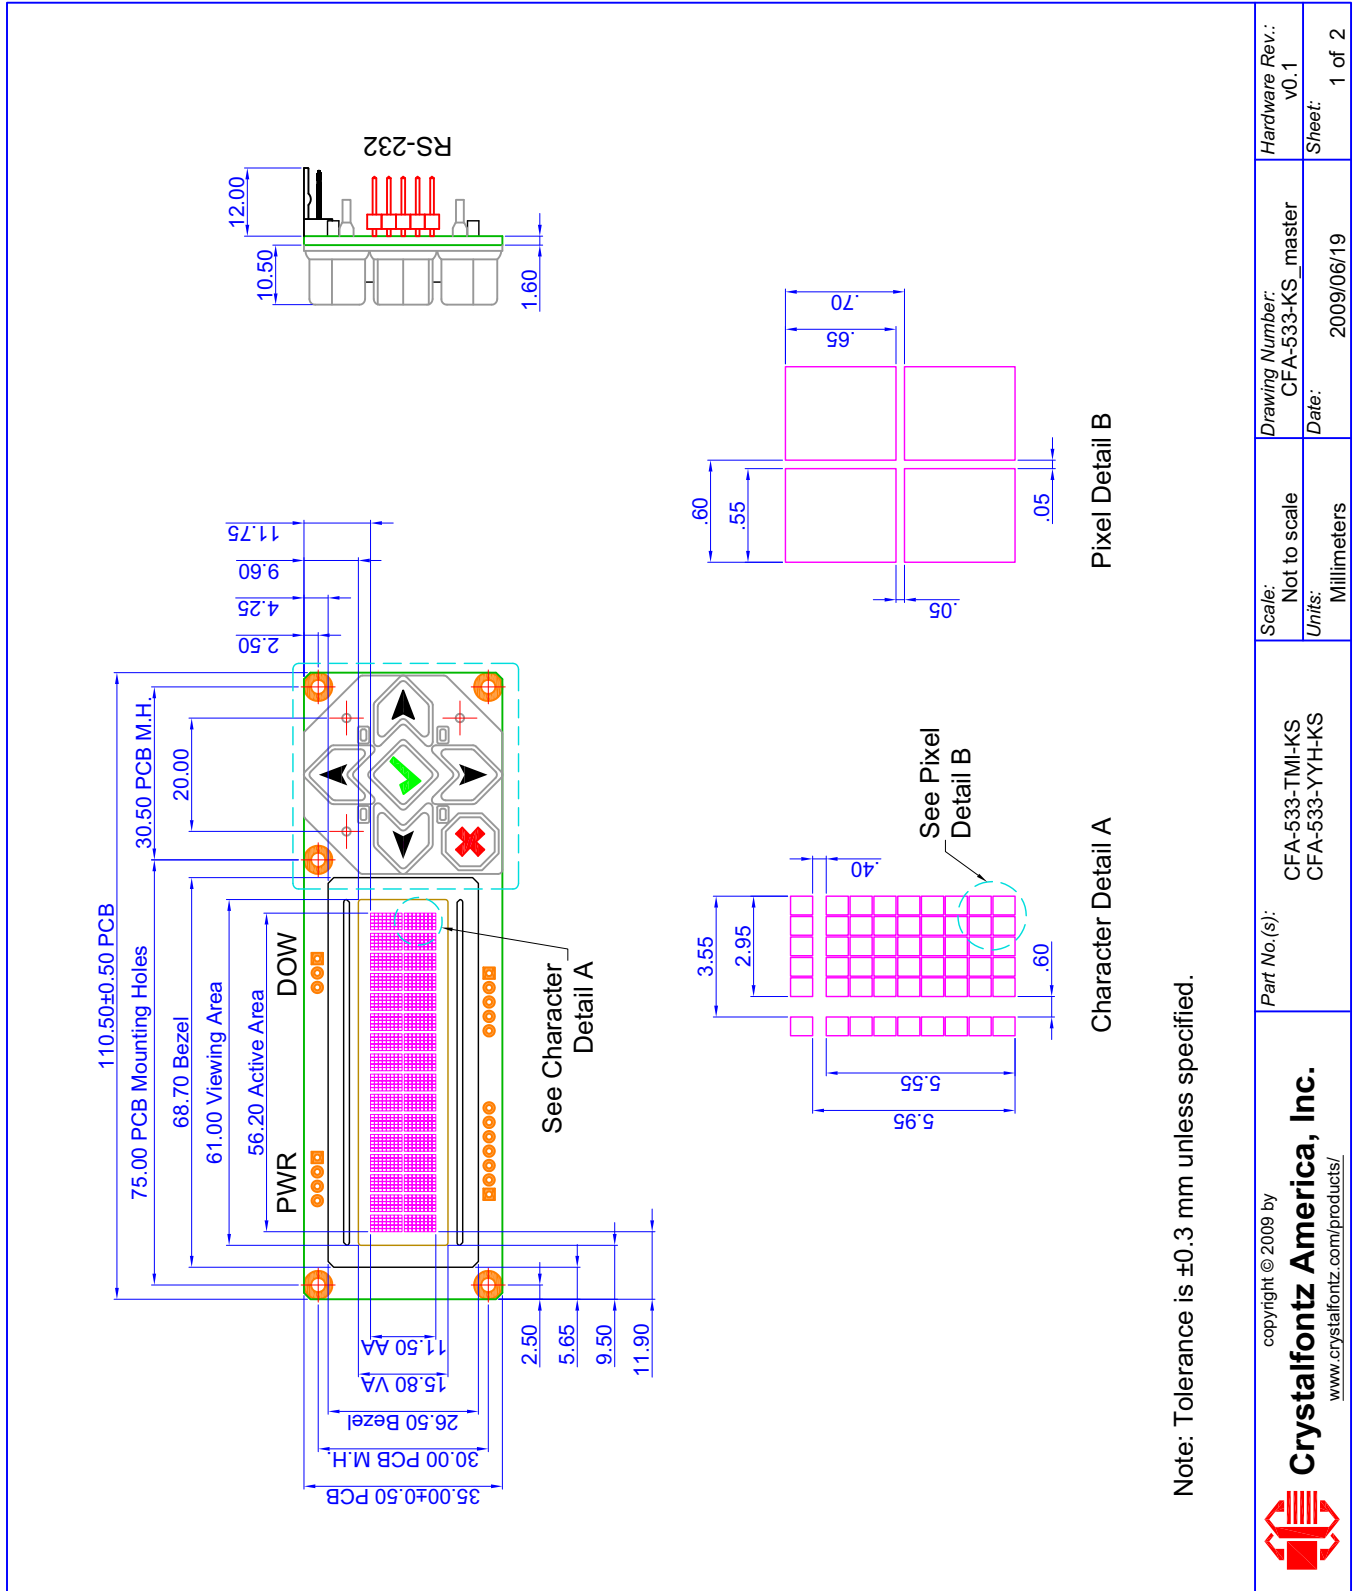 110.50±0.50 PCB
75.00 PCB Mounting Holes
30.50 PCB M.H.
68.70 Bezel
20.00
61.00 Viewing Area
56.20 Active Area
PWR
DOW
2.50
4.25
9.60
11.75
35.00±0.50 PCB
30.00 PCB M.H.
26.50 Bezel
15.80 VA
11.50 AA
2.50
5.65
9.50
11.90
See Character
Detail A
10.50
12.00
1.60
RS-232
3.55
2.95
.40
5.95
5.55
.60
See Pixel
Detail B
Character Detail A
.60
.55
.70
.65
.05
.05
Pixel Detail B
Note: Tolerance is ±0.3 mm unless specified.
copyright © 2009 by
Crystalfontz America, Inc.
www.crystalfontz.com/products/
Part No.(s):
CFA-533-TMI-KS
CFA-533-YYH-KS
Scale:
Not to scale
Units:
Millimeters
Drawing Number:
CFA-533-KS_master
Date:
2009/06/19
Hardware Rev.:
v0.1
Sheet:
1 of 2